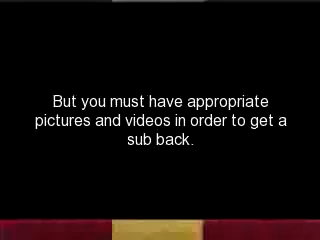 But you must have appropriate
pictures and videos in order to get a
sub back.